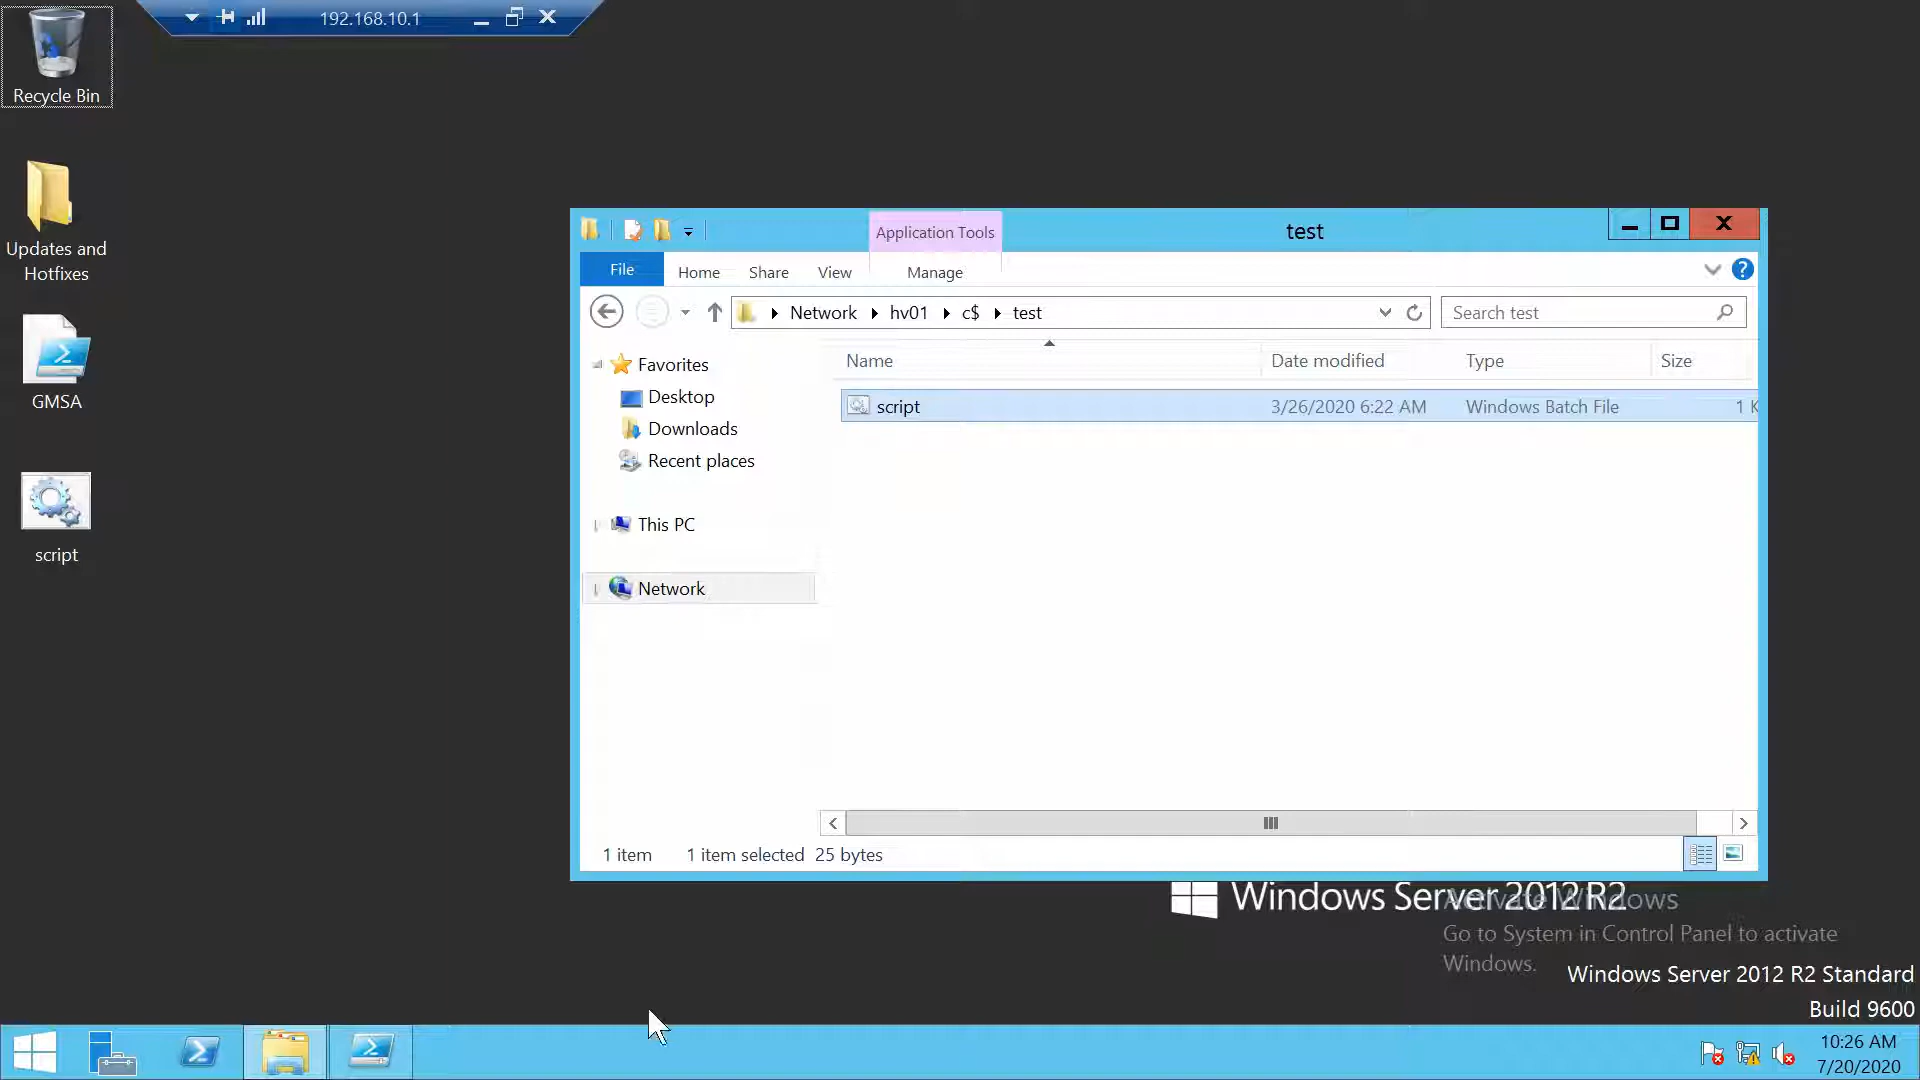 192.168.10.1
Recycle Bin
Updates and
Hotfixes
GMSA
script
Application Tools
test
File
Home
Share
View
Manage
Network
hv01
c$
test
Search test
Favorites
Desktop
Downloads
Recent places
This PC
Network
Name
Date modified
Type
Size
script
3/26/2020 6:22 AM
Windows Batch File
1 K
1 item
1 item selected 25 bytes
Windows Server 2012 R2
Activate Windows
Go to System in Control Panel to activate
Windows.
Windows Server 2012 R2 Standard
Build 9600
10:26 AM
7/20/2020